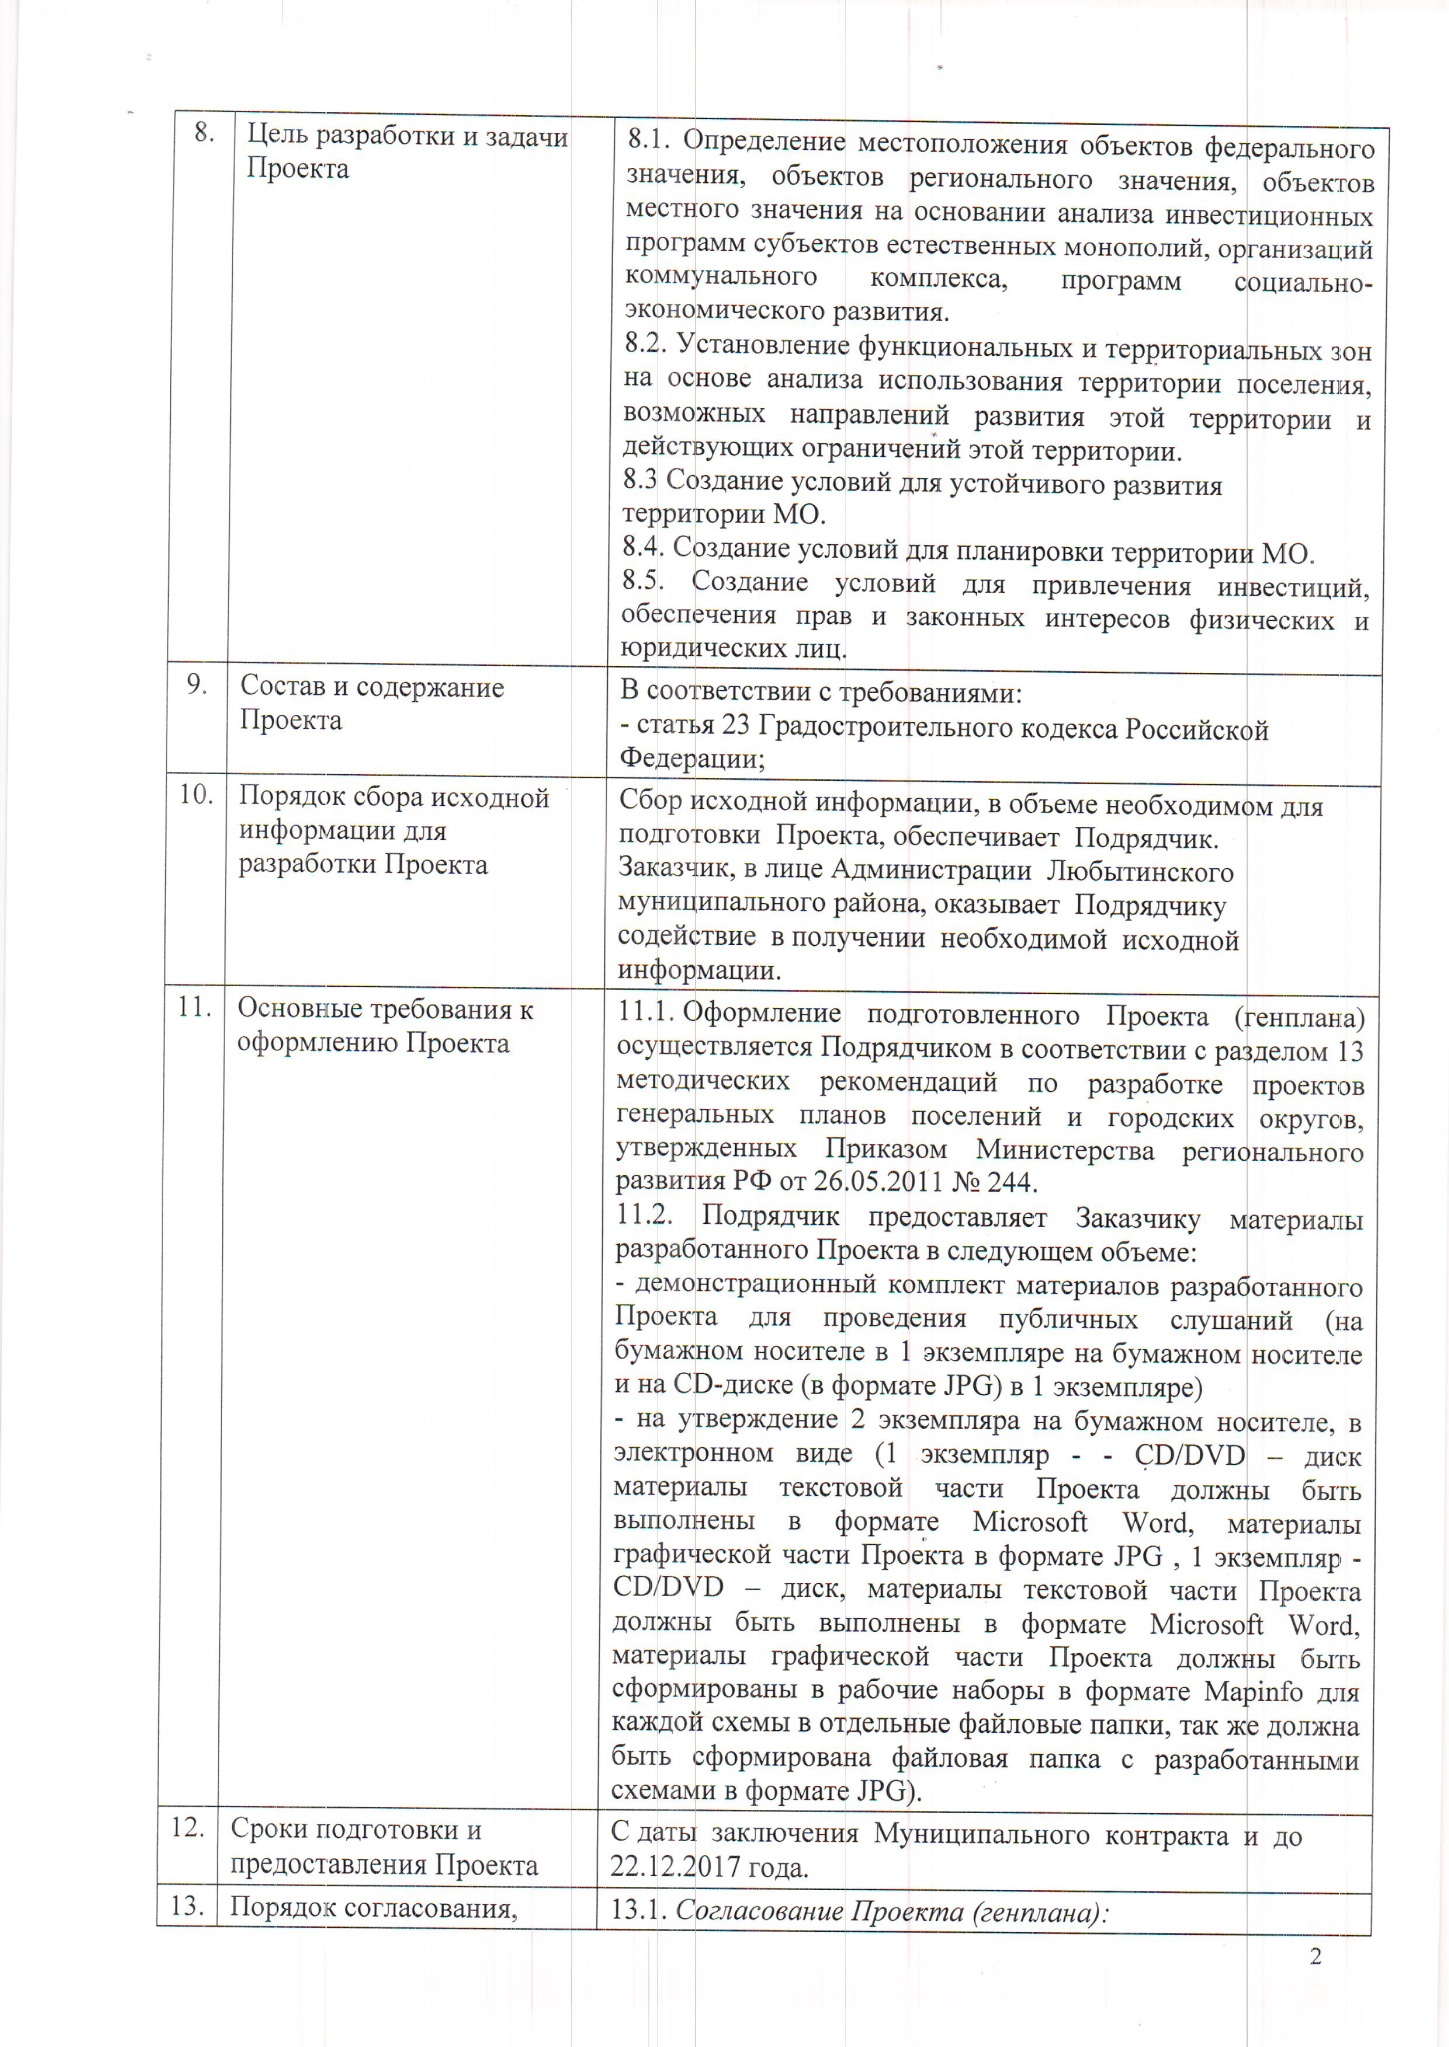 8. Цель разработки и задачи
Проекта
8.1. Определение местоположения объектов федерального
значения, объектов регионального значения, объектов
местного значения на основании анализа инвестиционных
программ субъектов естественных монополий, организаций
коммунального комплекса, программ социально-
экономического развития.
8.2. Установление функциональных и территориальных зон
на основе анализа использования территории поселения,
возможных направлений развития этой территории и
действующих ограничений этой территории.
8.3 Создание условий для устойчивого развития
территории МО.
8.4. Создание условий для планировки территории МО.
8.5. Создание условий для привлечения инвестиций,
обеспечения прав и законных интересов физических и
юридических лиц.
9. Состав и содержание
Проекта
В соответствии с требованиями:
- статья 23 Градостроительного кодекса Российской
Федерации;
10. Порядок сбора исходной
информации для
разработки Проекта
Сбор исходной информации, в объеме необходимом для
подготовки Проекта, обеспечивает Подрядчик.
Заказчик, в лице Администрации Любытинского
муниципального района, оказывает Подрядчику
содействие в получении необходимой исходной
информации.
11. Основные требования к
оформлению Проекта
11.1. Оформление подготовленного Проекта (генплана)
осуществляется Подрядчиком в соответствии с разделом 13
методических рекомендаций по разработке проектов
генеральных планов поселений и городских округов,
утвержденных Приказом Министерства регионального
развития РФ от 26.05.2011 № 244.
11.2. Подрядчик предоставляет Заказчику материалы
разработанного Проекта в следующем объеме:
- демонстрационный комплект материалов разработанного
Проекта для проведения публичных слушаний (на
бумажном носителе в 1 экземпляре на бумажном носителе
и на CD-диске (в формате JPG) в 1 экземпляре)
- на утверждение 2 экземпляра на бумажном носителе, в
электронном виде (1 экземпляр - - CD/DVD – диск
материалы текстовой части Проекта должны быть
выполнены в формате Microsoft Word, материалы
графической части Проекта в формате JPG , 1 экземпляр -
CD/DVD – диск, материалы текстовой части Проекта
должны быть выполнены в формате Microsoft Word,
материалы графической части Проекта должны быть
сформированы в рабочие наборы в формате Mapinfo для
каждой схемы в отдельные файловые папки, так же должна
быть сформирована файловая папка с разработанными
схемами в формате JPG).
12. Сроки подготовки и
предоставления Проекта
С даты заключения Муниципального контракта и до
22.12.2017 года.
13. Порядок согласования,
13.1. Согласование Проекта (генплана):
2